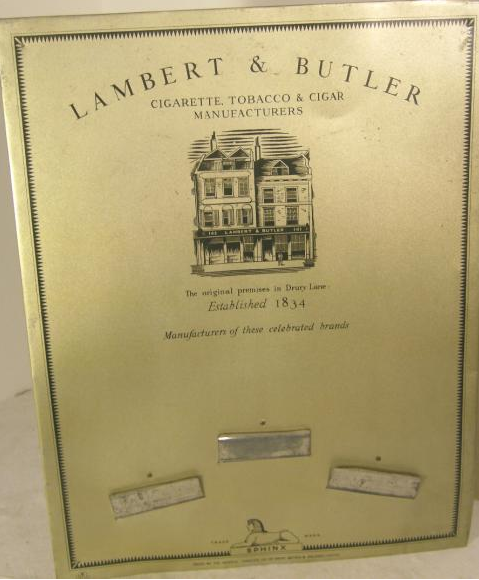 LAMBERT & BUTLER
CIGARETTE, TOBACCO & CIGAR
MANUFACTURERS
LAMBERT & BUTLER
The original premises in Drury Lane
Established 1834
Manufacturers of these celebrated brands
TRADE MARK
SPHINX